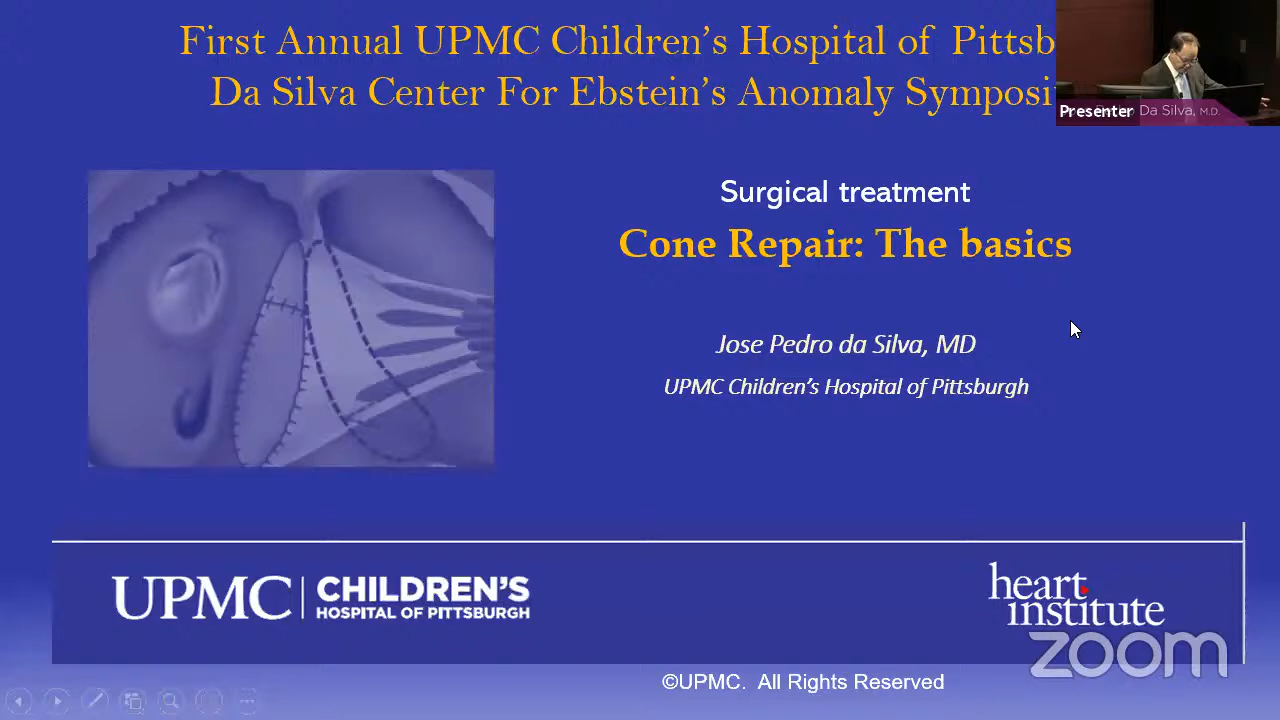 First Annual UPMC Children's Hospital of Pittsb
Da Silva Center For Ebstein's Anomaly Symposi
Presenter
Da Silva, M.D.
Surgical treatment
Cone Repair: The basics
Jose Pedro da Silva, MD
UPMC Children's Hospital of Pittsburgh
UPMC
CHILDREN'S
HOSPITAL OF PITTSBURGH
heart
institute
zoom
©UPMC. All Rights Reserved